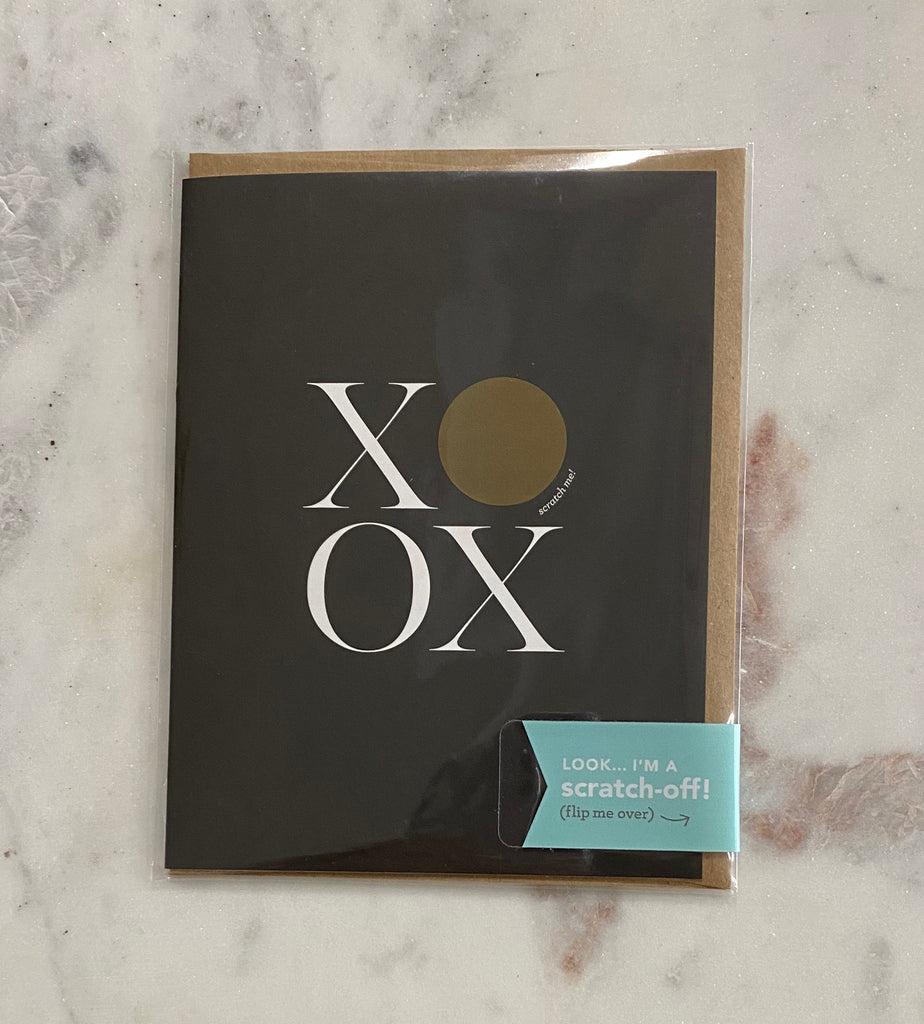 X
scratch me!
OX
LOOK... I'M A
scratch-off!
(flip me over)